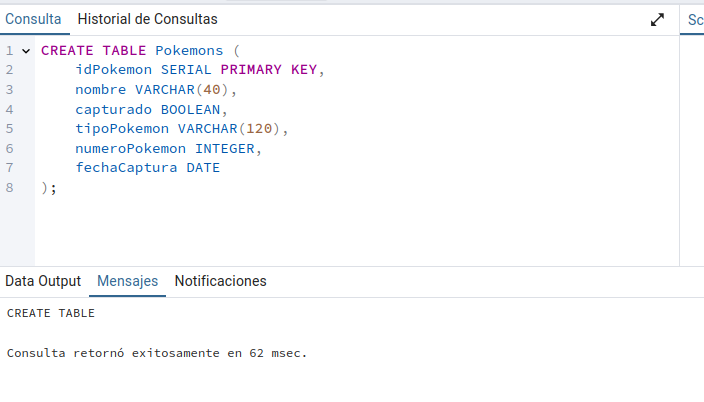 Consulta Historial de Consultas Sc
1 CREATE TABLE Pokemons (
2 idPokemon SERIAL PRIMARY KEY,
3 nombre VARCHAR(40),
4 capturado BOOLEAN,
5 tipoPokemon VARCHAR(120),
6 numeroPokemon INTEGER,
7 fechaCaptura DATE
8 );
Data Output Mensajes Notificaciones
CREATE TABLE
Consulta retornó exitosamente en 62 msec.